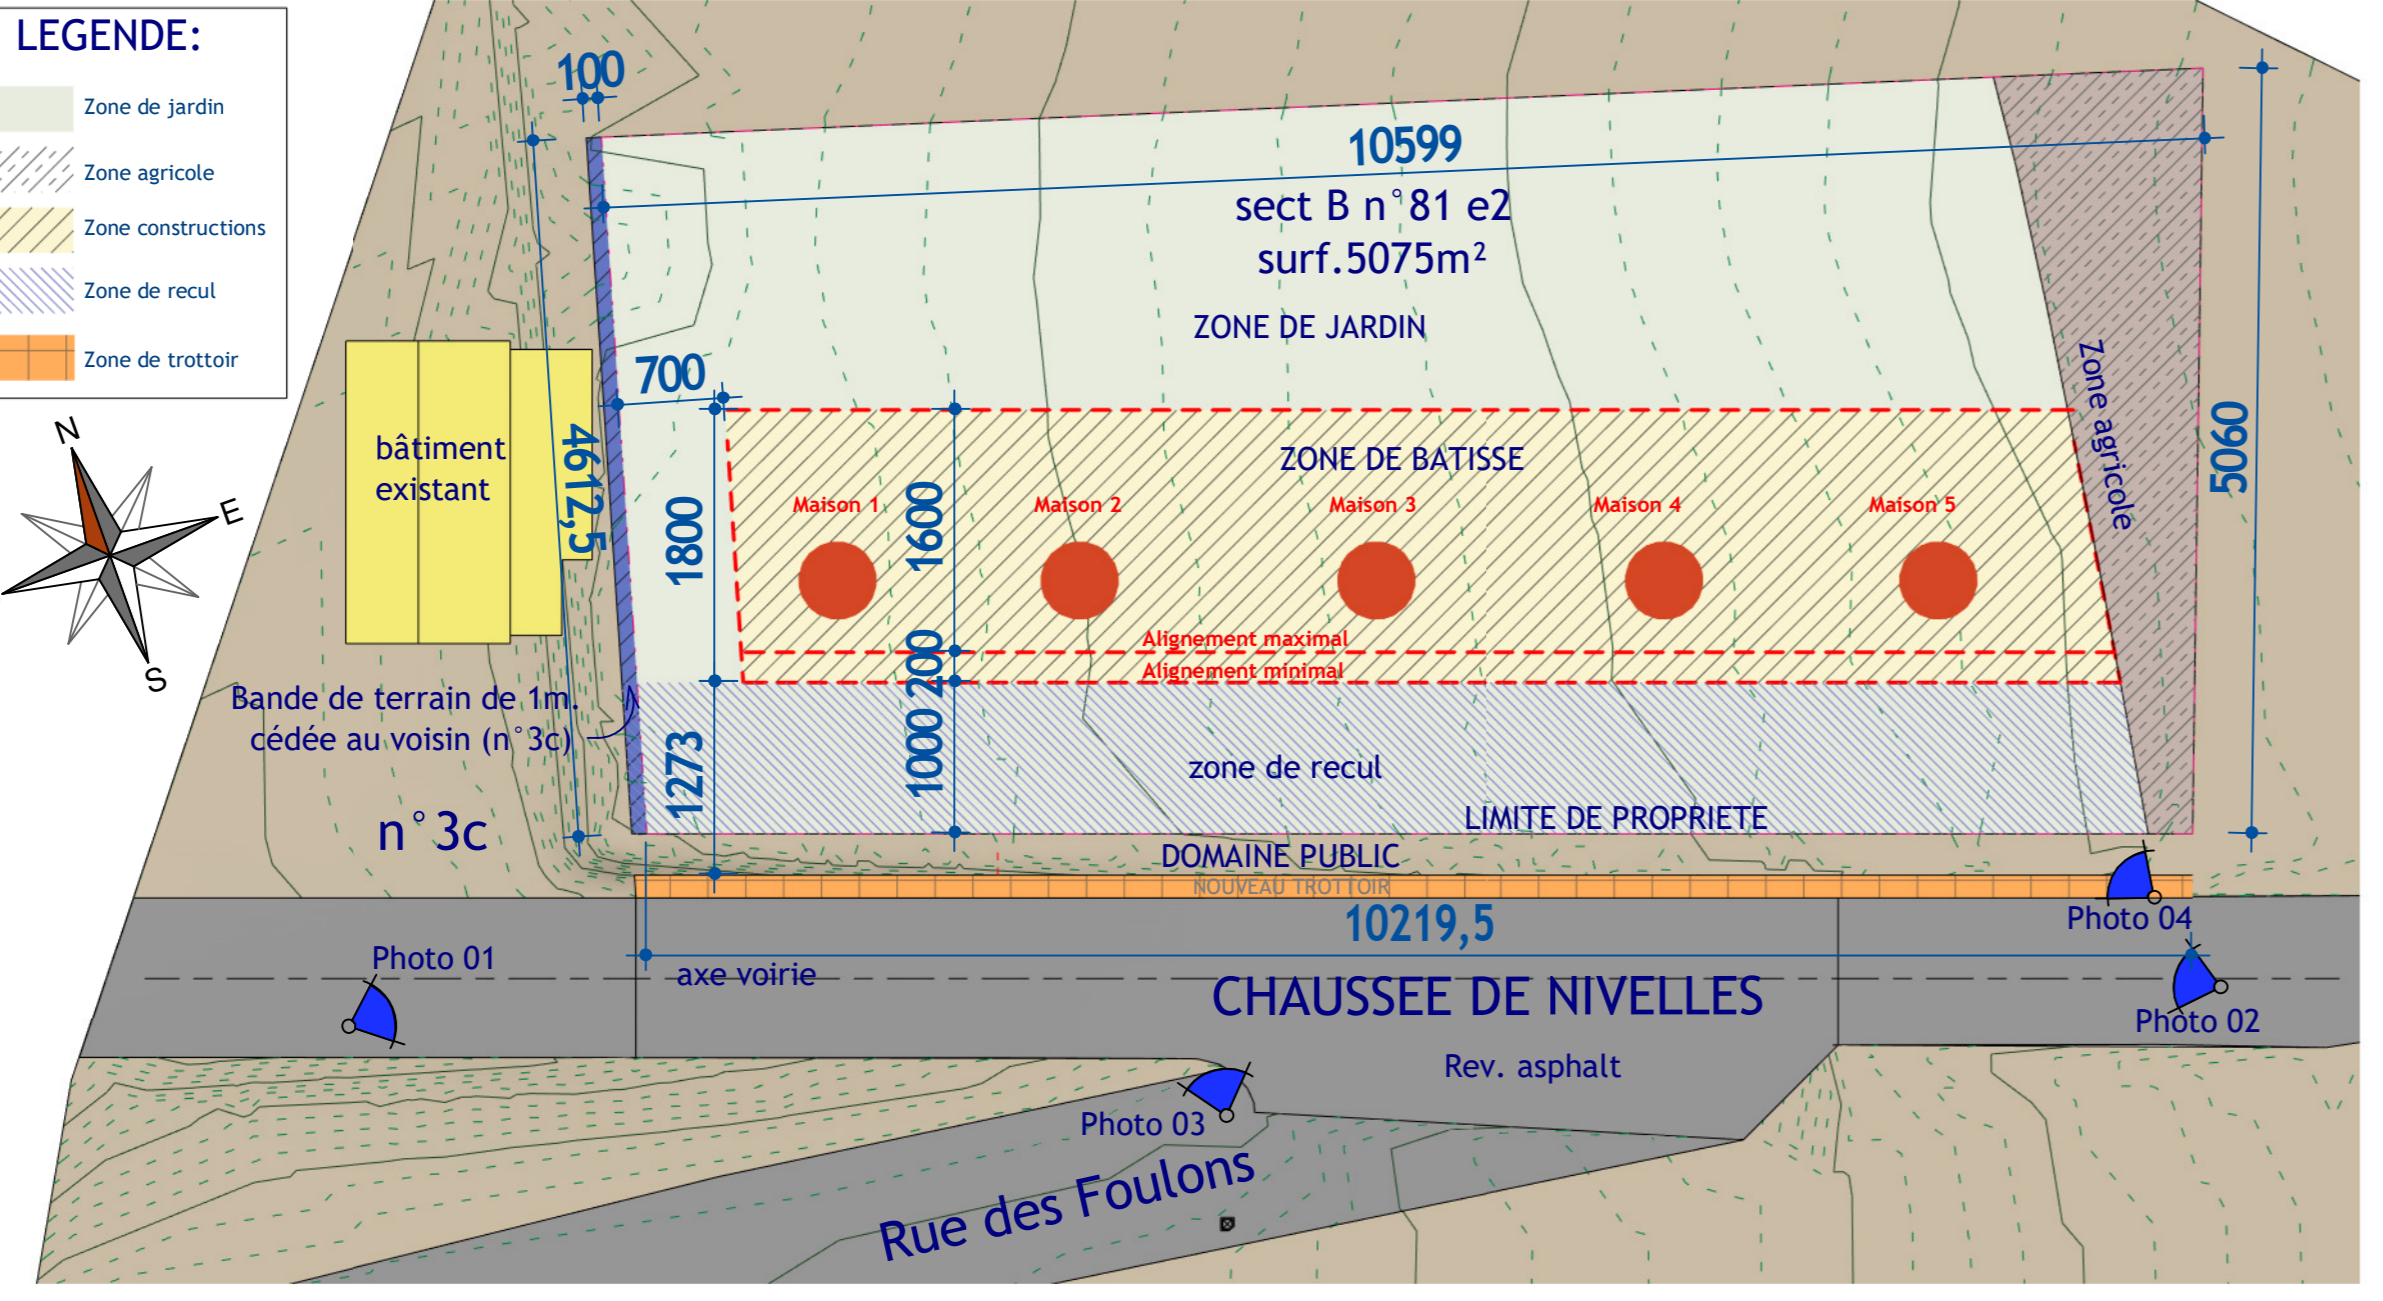 LEGENDE:
Zone de jardin
Zone agricole
Zone constructions
Zone de recul
Zone de trottoir
N
E
S
100
10599
sect B n°81 e2
surf.5075m²
ZONE DE JARDIN
700
bâtiment
existant
4612,5
1800
1600
ZONE DE BATISSE
Maison 1
Maison 2
Maison 3
Maison 4
Maison 5
Zone agricole
5060
Alignement maximal
Alignement minimal
200
1000
1273
Bande de terrain de 1m.
cédée au voisin (n°3c)
zone de recul
n°3c
LIMITE DE PROPRIETE
DOMAINE PUBLIC
NOUVEAU TROTTOIR
10219,5
Photo 04
Photo 01
axe voirie
CHAUSSEE DE NIVELLES
Photo 02
Rev. asphalt
Photo 03
Rue des Foulons